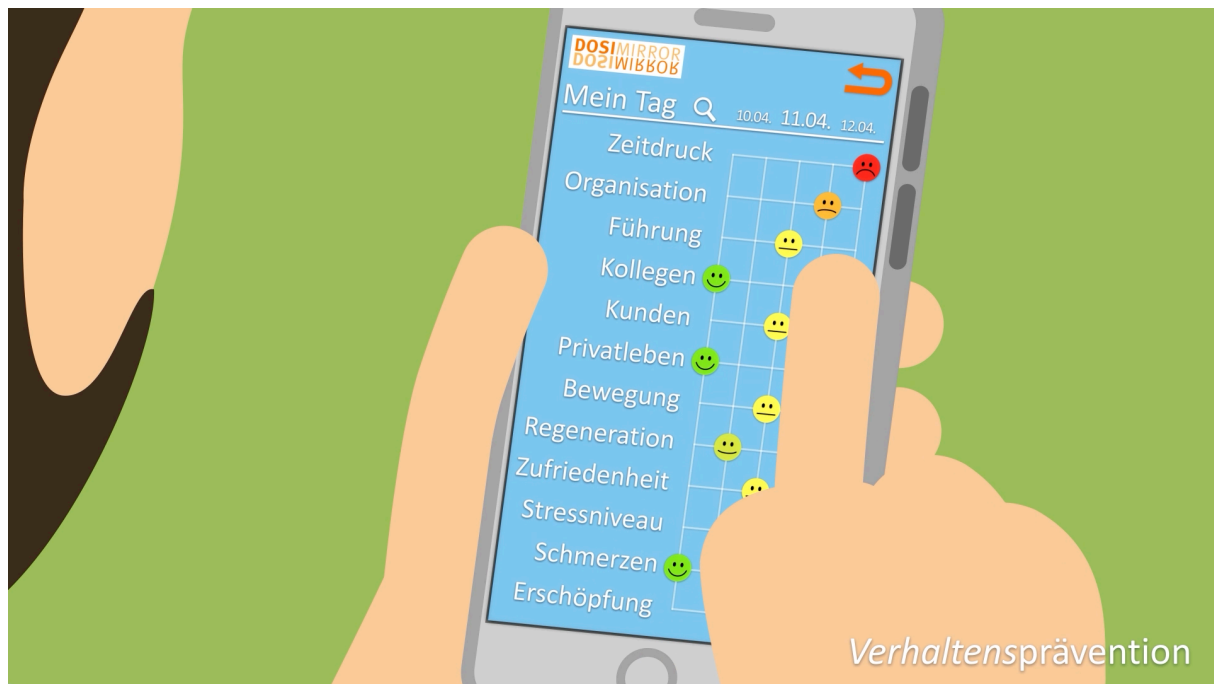 DOSIMIRROR
DOSIMIRROR
Mein Tag 10.04. 11.04. 12.04.
Zeitdruck
Organisation
Führung
Kollegen
Kunden
Privatleben
Bewegung
Regeneration
Zufriedenheit
Stressniveau
Schmerzen
Erschöpfung
Verhaltensprävention